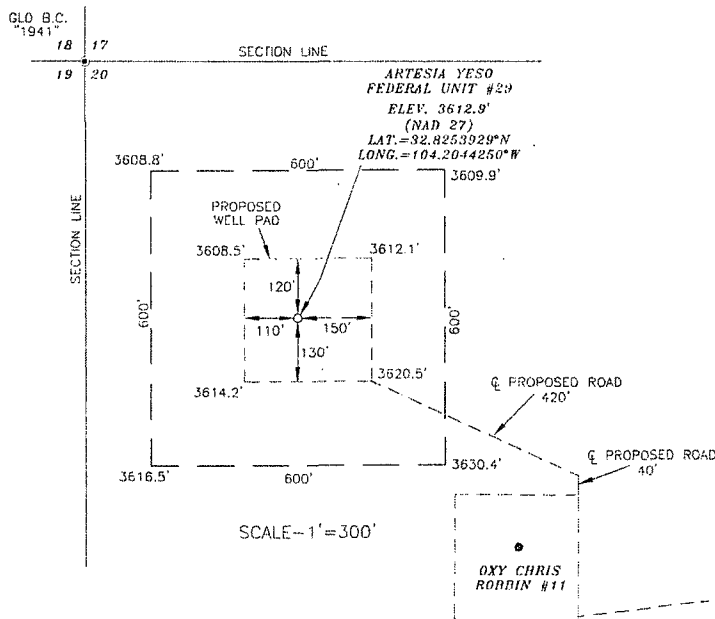 GLO B.C.
"1941"
18 17
19 20
SECTION LINE
SECTION LINE
ARTESIA YESO
FEDERAL UNIT #29
ELEV. 3612.9'
(NAD 27)
LAT.=32.8253929°N
LONG.=104.2044250°W
3608.8'
600'
3609.9'
PROPOSED
WELL PAD
3608.5'
3612.1'
120'
600'
110'
150'
600'
130'
3614.2'
3620.5'
℄ PROPOSED ROAD
420'
℄ PROPOSED ROAD
40'
3616.5'
600'
3630.4'
SCALE-1'=300'
OXY CHRIS
ROBBIN #11